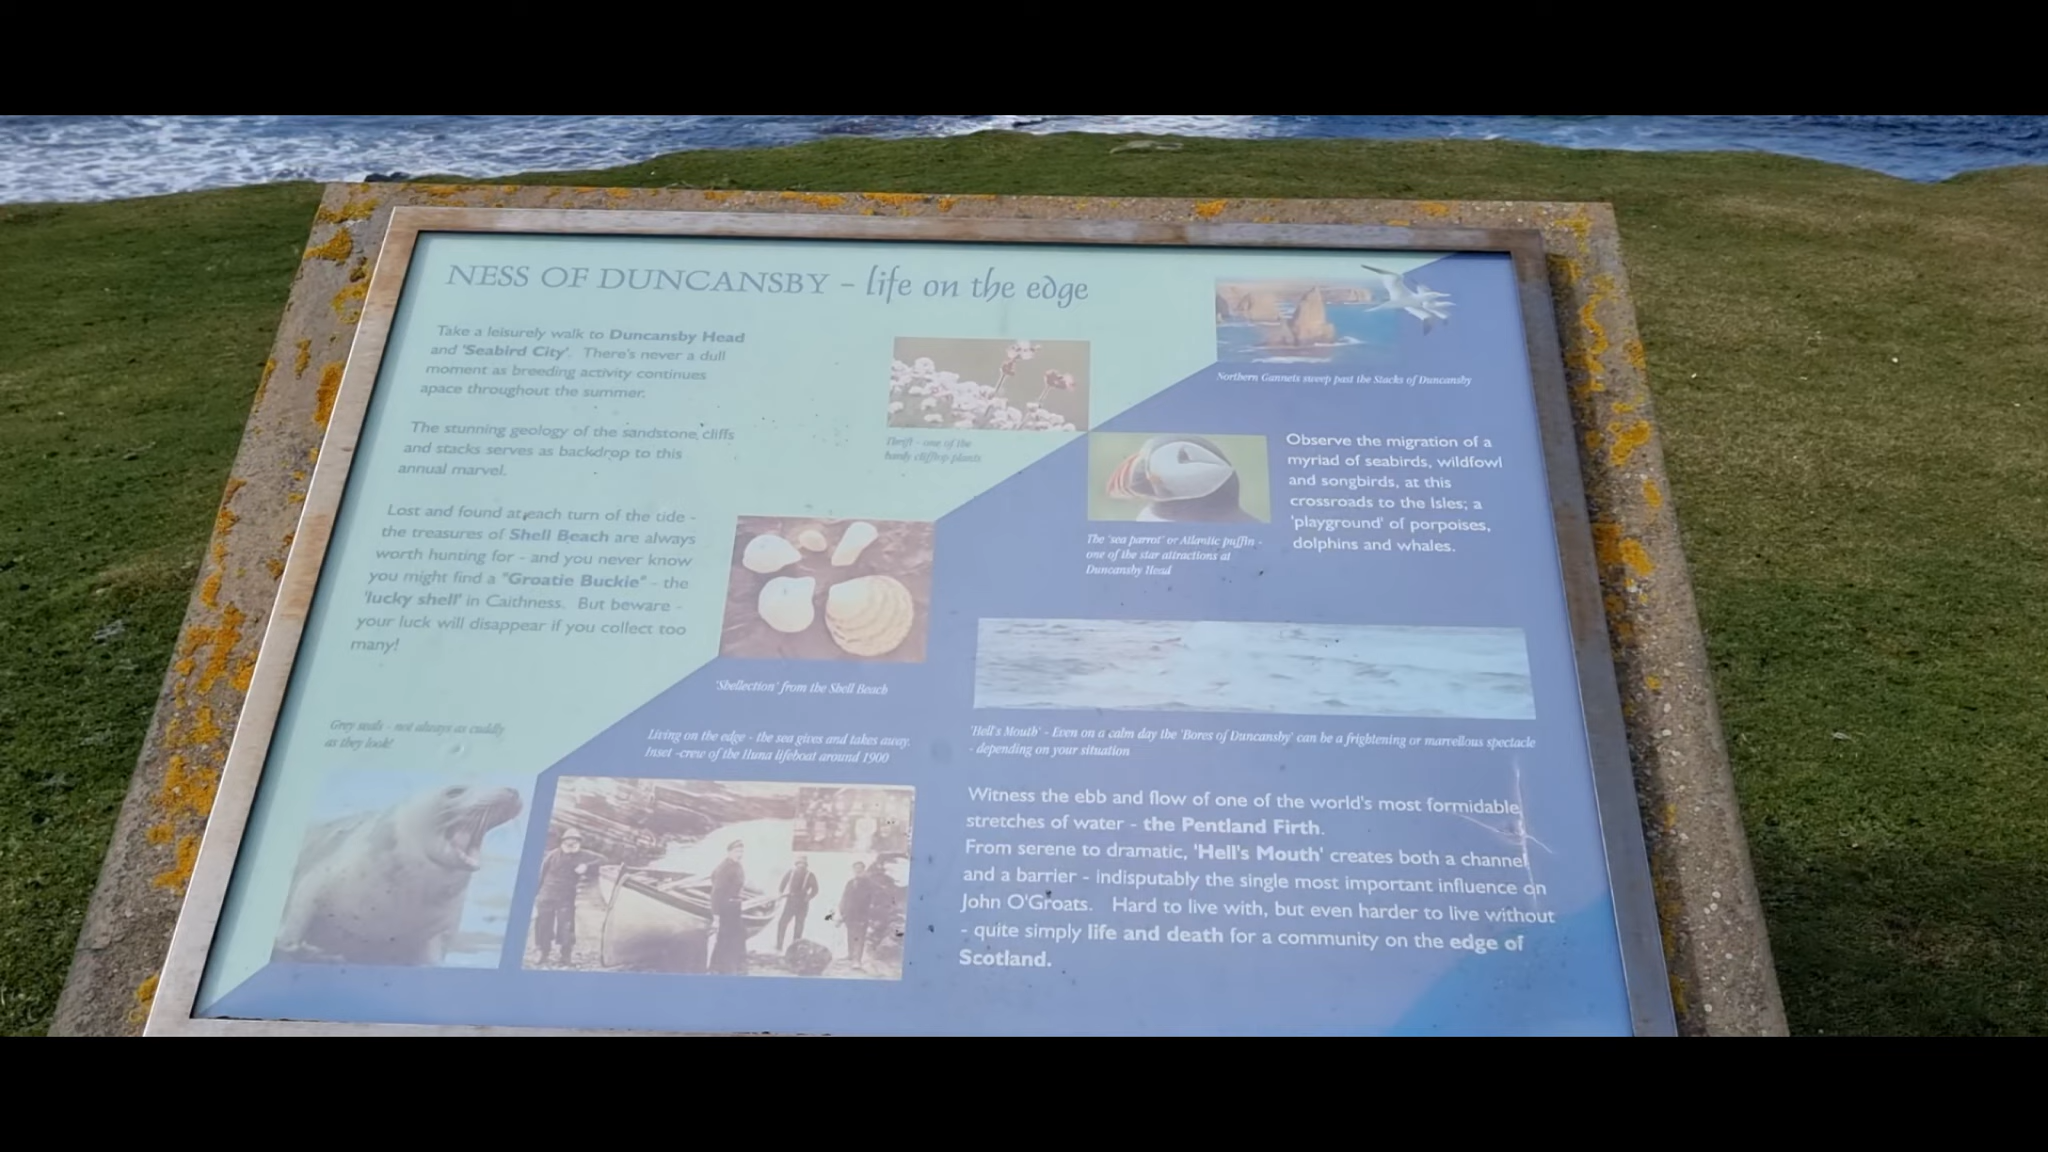 NESS OF DUNCANSBY - life on the edge
Take a leisurely walk to Duncansby Head
and 'Seabird City'. There's never a dull
moment as breeding activity continues
apace throughout the summer.
The stunning geology of the sandstone cliffs
and stacks serves as backdrop to this
annual marvel.
Lost and found at each turn of the tide -
the treasures of Shell Beach are always
worth hunting for - and you never know
you might find a "Groatie Buckie" - the
'lucky shell' in Caithness. But beware -
your luck will disappear if you collect too
many!
Grey seals - not always as cuddly
as they look!
Thrift - one of the
hardy clifftop plants
'Shellection' from the Shell Beach
Living on the edge - the sea gives and takes away.
Inset -crew of the Huna lifeboat around 1900
Northern Gannets sweep past the Stacks of Duncansby
The 'sea parrot' or Atlantic puffin -
one of the star attractions at
Duncansby Head
Observe the migration of a
myriad of seabirds, wildfowl
and songbirds, at this
crossroads to the Isles; a
'playground' of porpoises,
dolphins and whales.
'Hell's Mouth' - Even on a calm day the 'Bores of Duncansby' can be a frightening or marvellous spectacle
- depending on your situation
Witness the ebb and flow of one of the world's most formidable
stretches of water - the Pentland Firth.
From serene to dramatic, 'Hell's Mouth' creates both a channel
and a barrier - indisputably the single most important influence on
John O'Groats. Hard to live with, but even harder to live without
- quite simply life and death for a community on the edge of
Scotland.